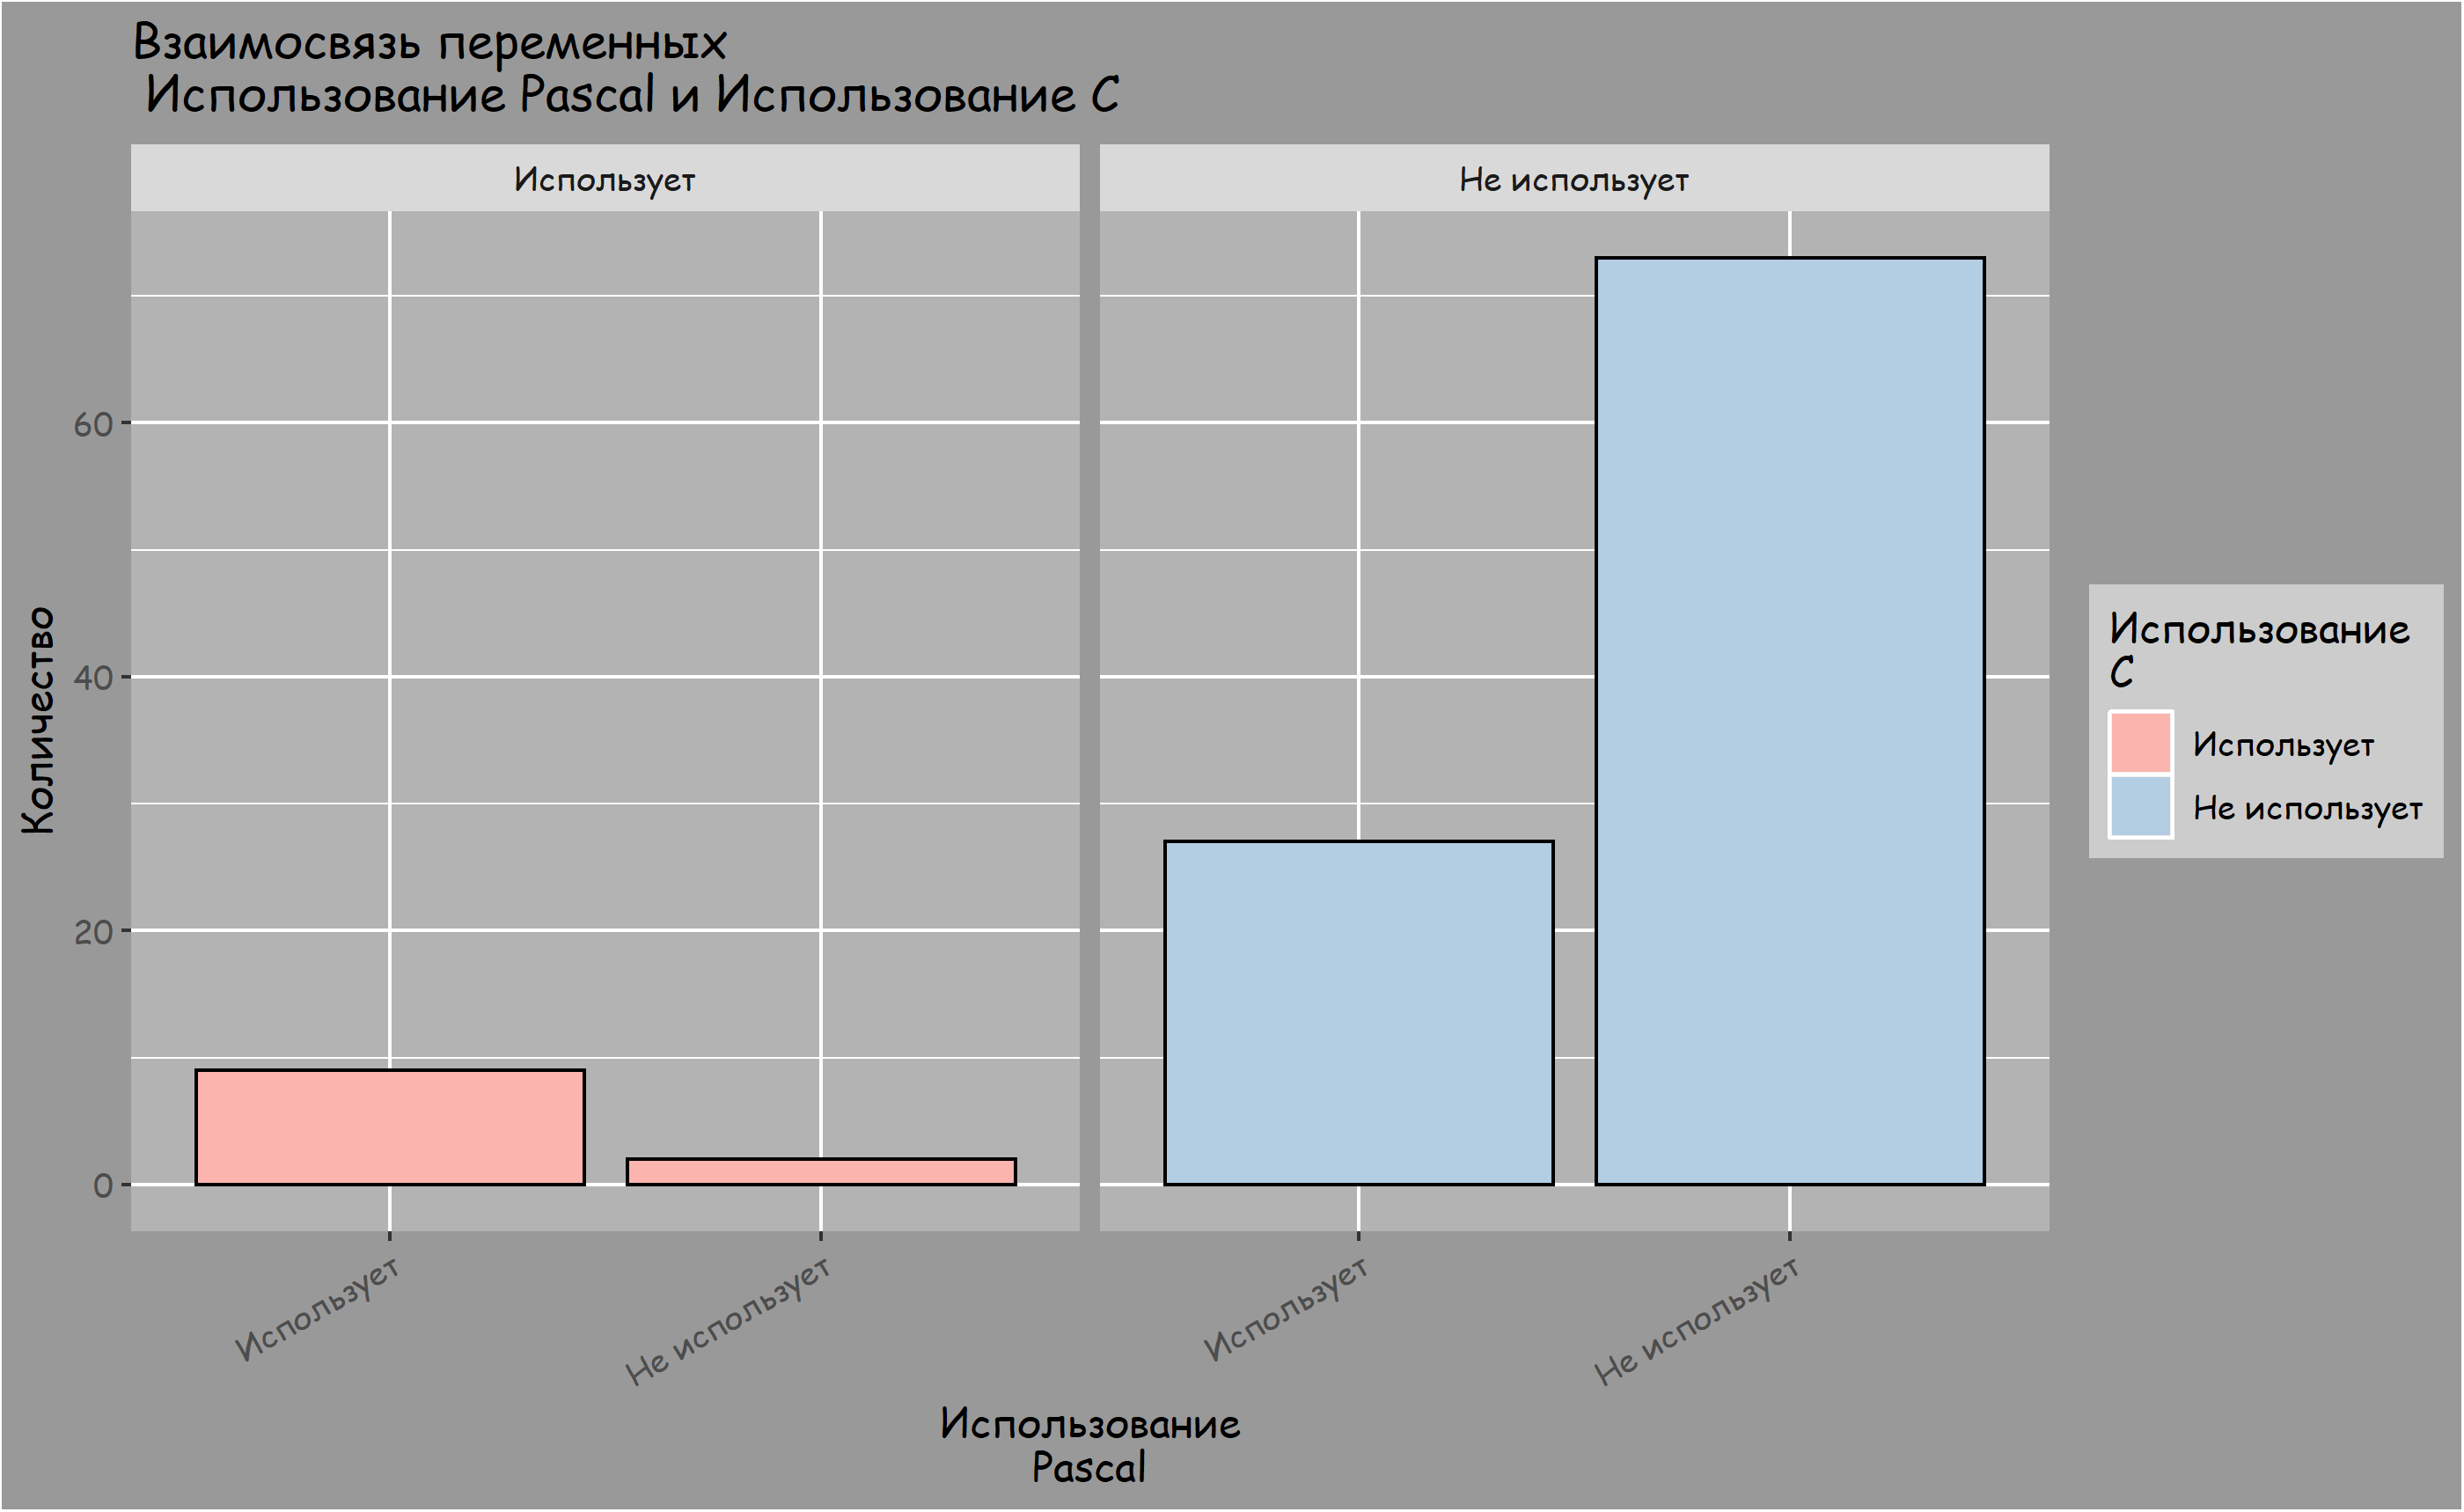 Взаимосвязь переменных
Использование Pascal и Использование C
Использует
Не использует
Количество
60
40
20
0
Использует
Не использует
Использует
Не использует
Использование
Pascal
Использование
C
Использует
Не использует